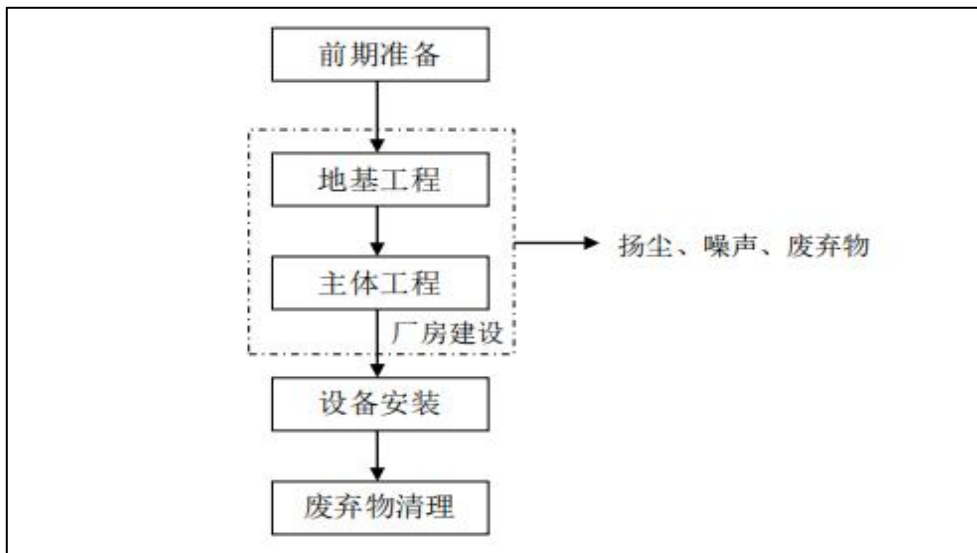 前期准备
地基工程
扬尘、噪声、废弃物
主体工程
厂房建设
设备安装
废弃物清理